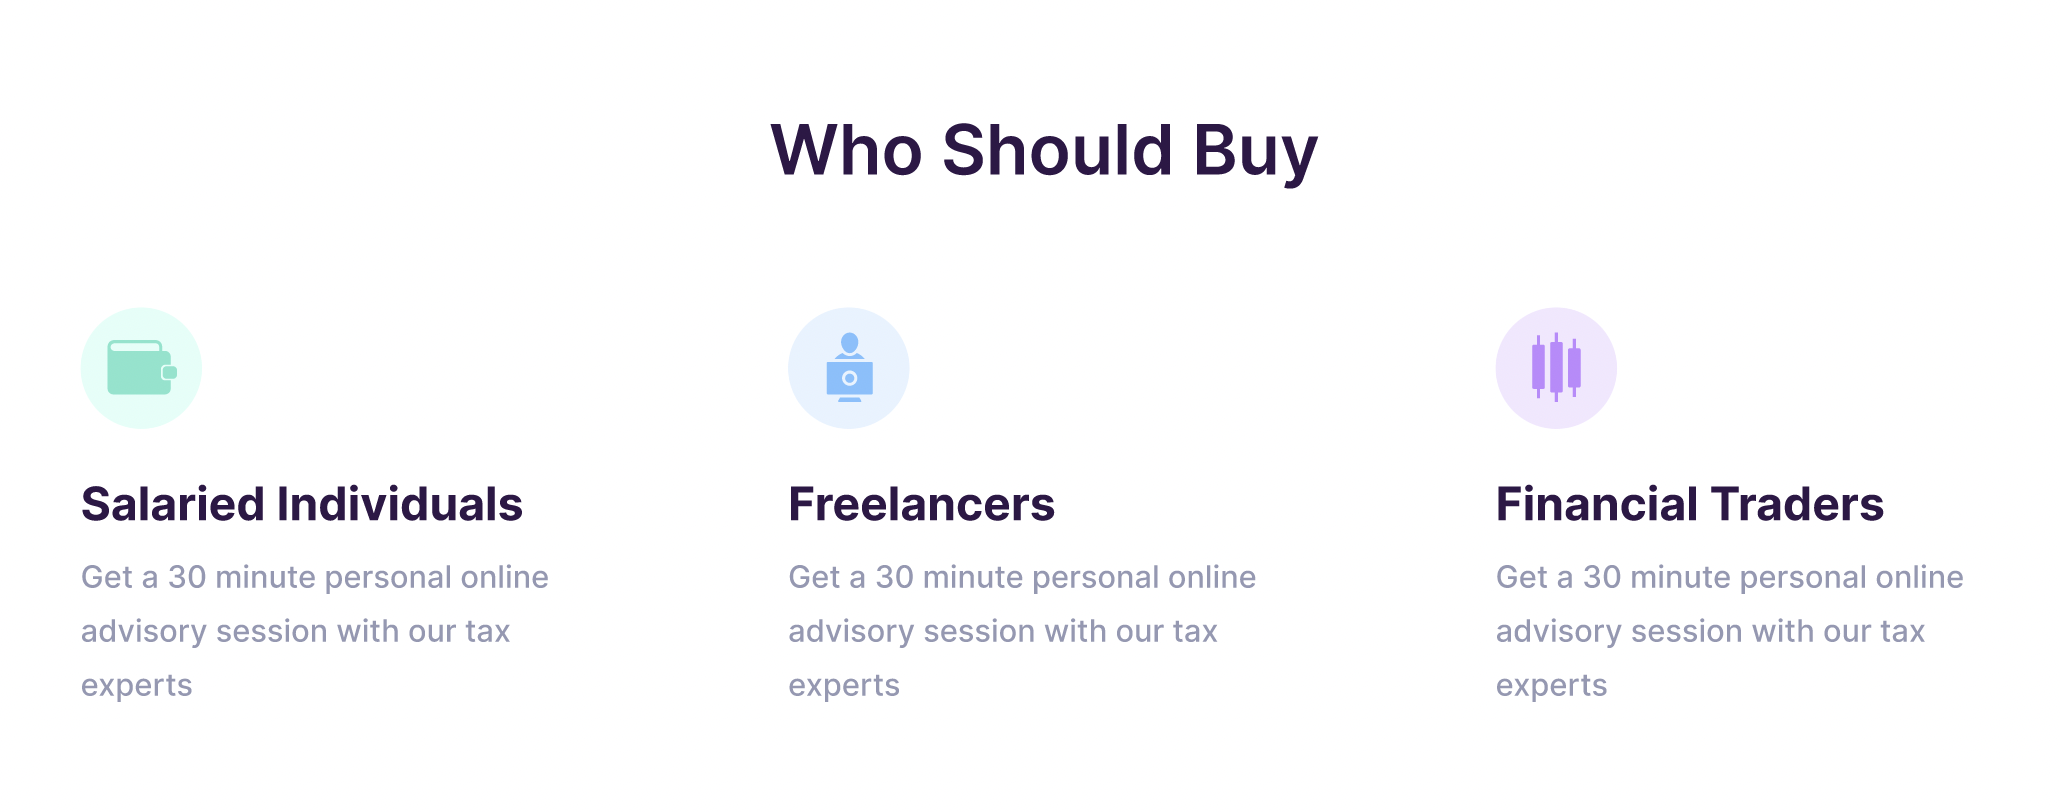 Who Should Buy
Salaried Individuals
Get a 30 minute personal online
advisory session with our tax
experts
Freelancers
Get a 30 minute personal online
advisory session with our tax
experts
Financial Traders
Get a 30 minute personal online
advisory session with our tax
experts